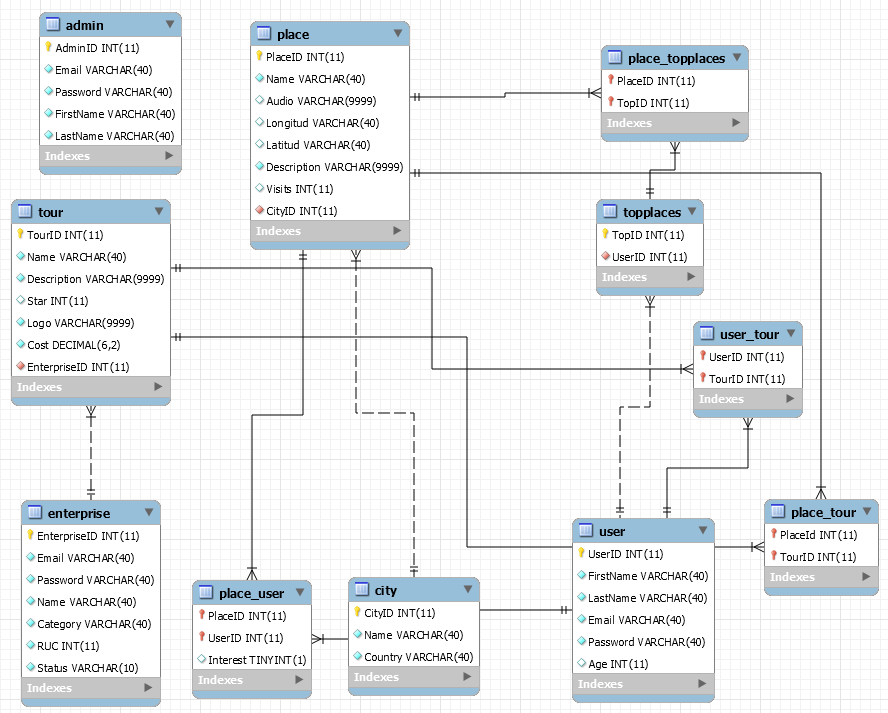 admin
AdminID INT(11)
Email VARCHAR(40)
Password VARCHAR(40)
FirstName VARCHAR(40)
LastName VARCHAR(40)
Indexes
place
PlaceID INT(11)
Name VARCHAR(40)
Audio VARCHAR(9999)
Longitud VARCHAR(40)
Latitud VARCHAR(40)
Description VARCHAR(9999)
Visits INT(11)
CityID INT(11)
Indexes
place_topplaces
PlaceID INT(11)
TopID INT(11)
Indexes
tour
TourID INT(11)
Name VARCHAR(40)
Description VARCHAR(9999)
Star INT(11)
Logo VARCHAR(9999)
Cost DECIMAL(6,2)
EnterpriseID INT(11)
Indexes
topplaces
TopID INT(11)
UserID INT(11)
Indexes
user_tour
UserID INT(11)
TourID INT(11)
Indexes
enterprise
EnterpriseID INT(11)
Email VARCHAR(40)
Password VARCHAR(40)
Name VARCHAR(40)
Category VARCHAR(40)
RUC INT(11)
Status VARCHAR(10)
Indexes
place_user
PlaceID INT(11)
UserID INT(11)
Interest TINYINT(1)
Indexes
city
CityID INT(11)
Name VARCHAR(40)
Country VARCHAR(40)
Indexes
user
UserID INT(11)
FirstName VARCHAR(40)
LastName VARCHAR(40)
Email VARCHAR(40)
Password VARCHAR(40)
Age INT(11)
Indexes
place_tour
PlaceId INT(11)
TourID INT(11)
Indexes